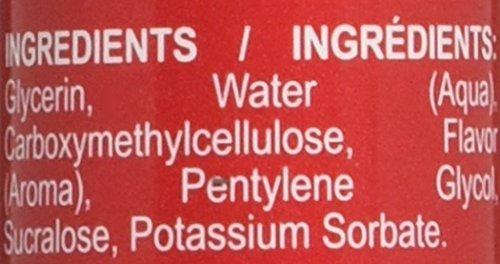 INGREDIENTS / INGRÉDIENTS:
Glycerin, Water (Aqua),
Carboxymethylcellulose, Flavor
(Aroma), Pentylene Glycol,
Sucralose, Potassium Sorbate.